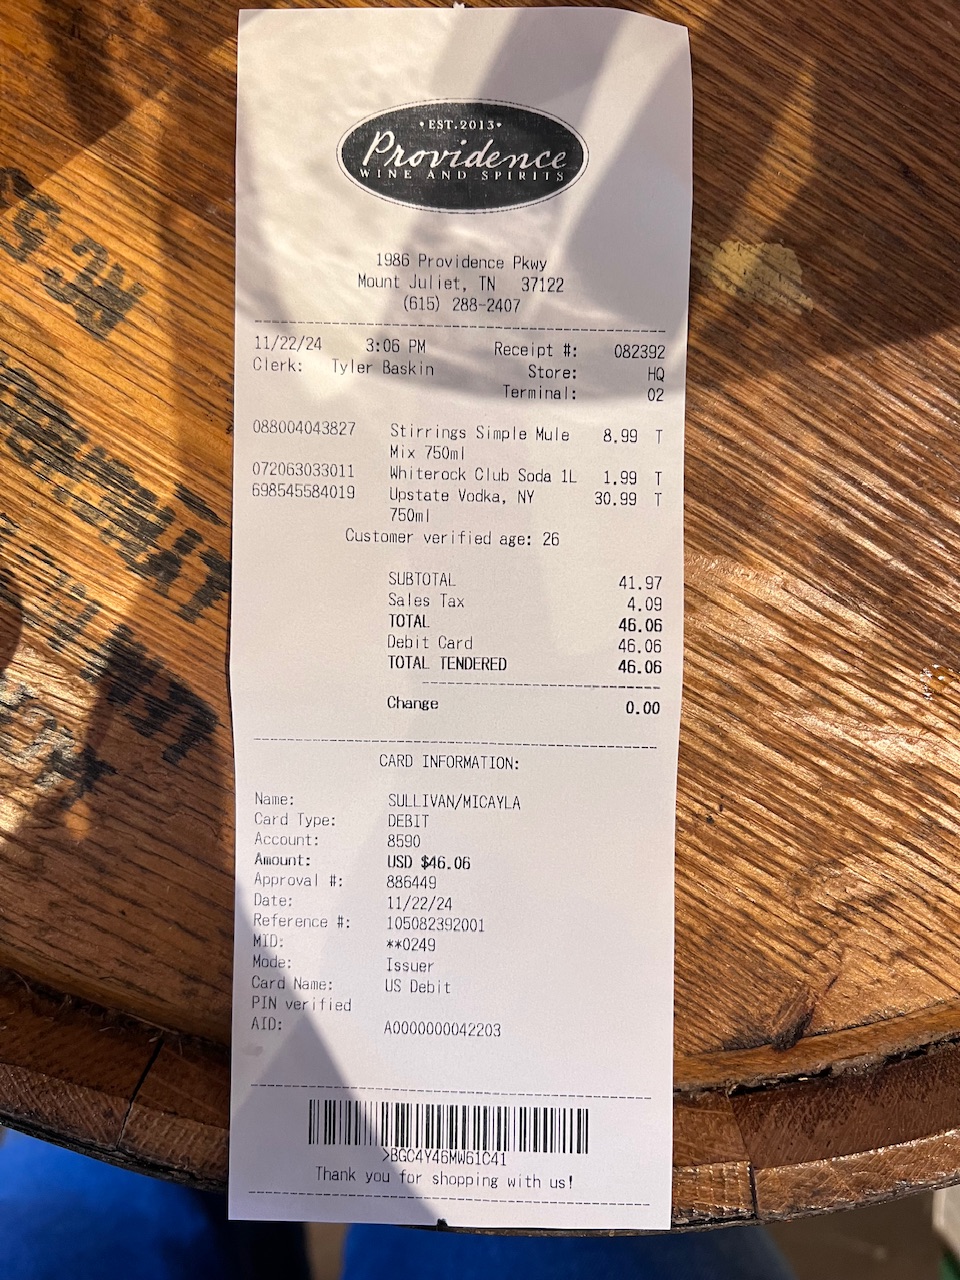 •EST.2013•
Providence
WINE AND SPIRITS
1986 Providence Pkwy
Mount Juliet, TN 37122
(615) 288-2407
11/22/24 3:06 PM Receipt #: 082392
Clerk: Tyler Baskin Store: HQ
Terminal: 02
088004043827 Stirrings Simple Mule 8.99 T
Mix 750ml
072063033011 Whiterock Club Soda 1L 1.99 T
698545584019 Upstate Vodka, NY 30.99 T
750ml
Customer verified age: 26
SUBTOTAL 41.97
Sales Tax 4.09
TOTAL 46.06
Debit Card 46.06
TOTAL TENDERED 46.06
Change 0.00
CARD INFORMATION:
Name: SULLIVAN/MICAYLA
Card Type: DEBIT
Account: 8590
Amount: USD $46.06
Approval #: 886449
Date: 11/22/24
Reference #: 105082392001
MID: **0249
Mode: Issuer
Card Name: US Debit
PIN verified
AID: A0000000042203
>BGC4Y46MW61C41
Thank you for shopping with us!